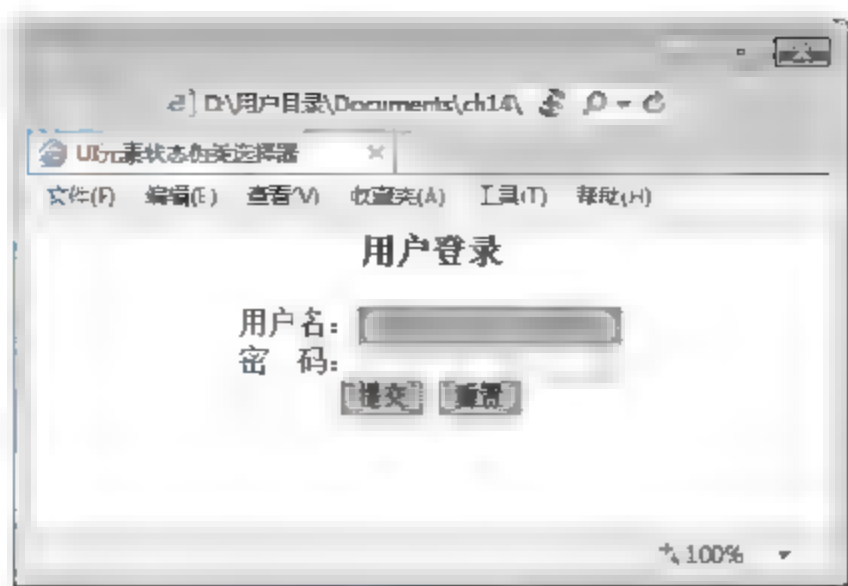 D:\用户目录\Documents\ch14\
UI元素状态伪类选择器
文件(F) 编辑(E) 查看(V) 收藏夹(A) 工具(T) 帮助(H)
用户登录
用户名:
密 码:
提交 重置
100%